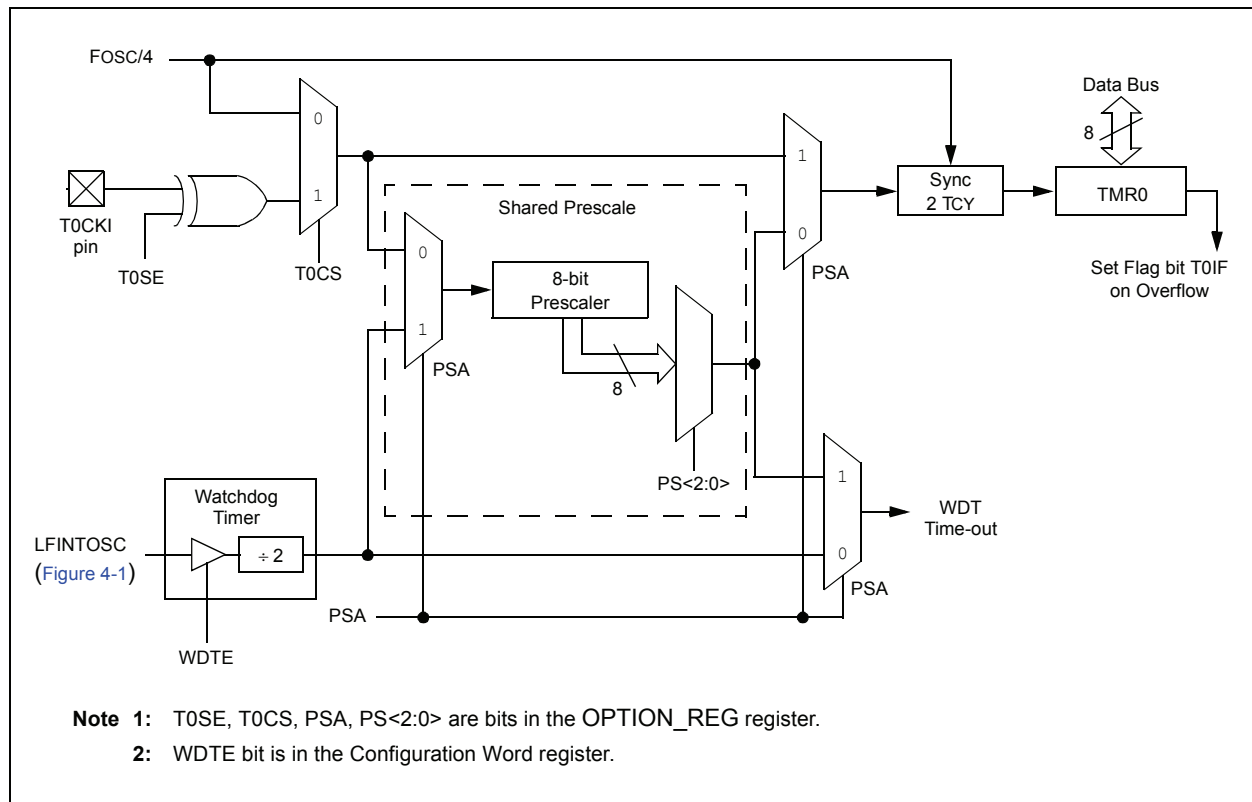 FOSC/4
Data Bus
8
0
1
1
0
T0CKI
pin
T0SE
T0CS
Shared Prescale
0
1
8-bit
Prescaler
8
PSA
PS<2:0>
PSA
Sync
2 TCY
TMR0
Set Flag bit T0IF
on Overflow
Watchdog
Timer
LFINTOSC
(Figure 4-1)
÷ 2
WDTE
PSA
1
0
PSA
WDT
Time-out
Note 1: T0SE, T0CS, PSA, PS<2:0> are bits in the OPTION_REG register.
2: WDTE bit is in the Configuration Word register.